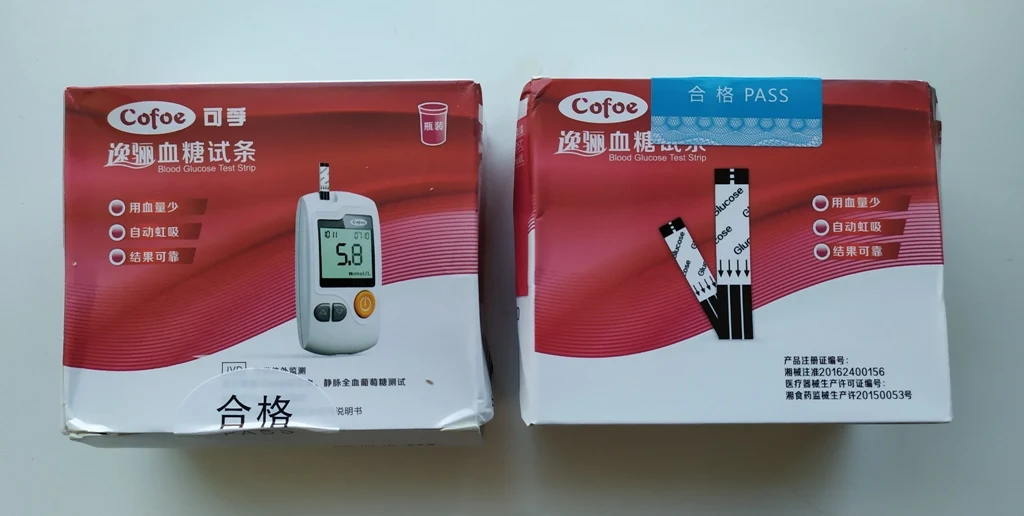 Cofoe 可孚
瓶装
逸骊血糖试条
Blood Glucose Test Strip
用血量少
自动虹吸
结果可靠
Cofoe
10 11 07:10
5.8
mmol/L
IVD
外监测
静脉全血葡萄糖测试
说明书
合格
PASS
Cofoe
合格 PASS
逸骊血糖试条
Blood Gl
用血量少
自动虹吸
结果可靠
Glucose
Glucose
产品注册证编号:
湘械注准20162400156
医疗器械生产许可证编号:
湘食药监械生产许20150053号